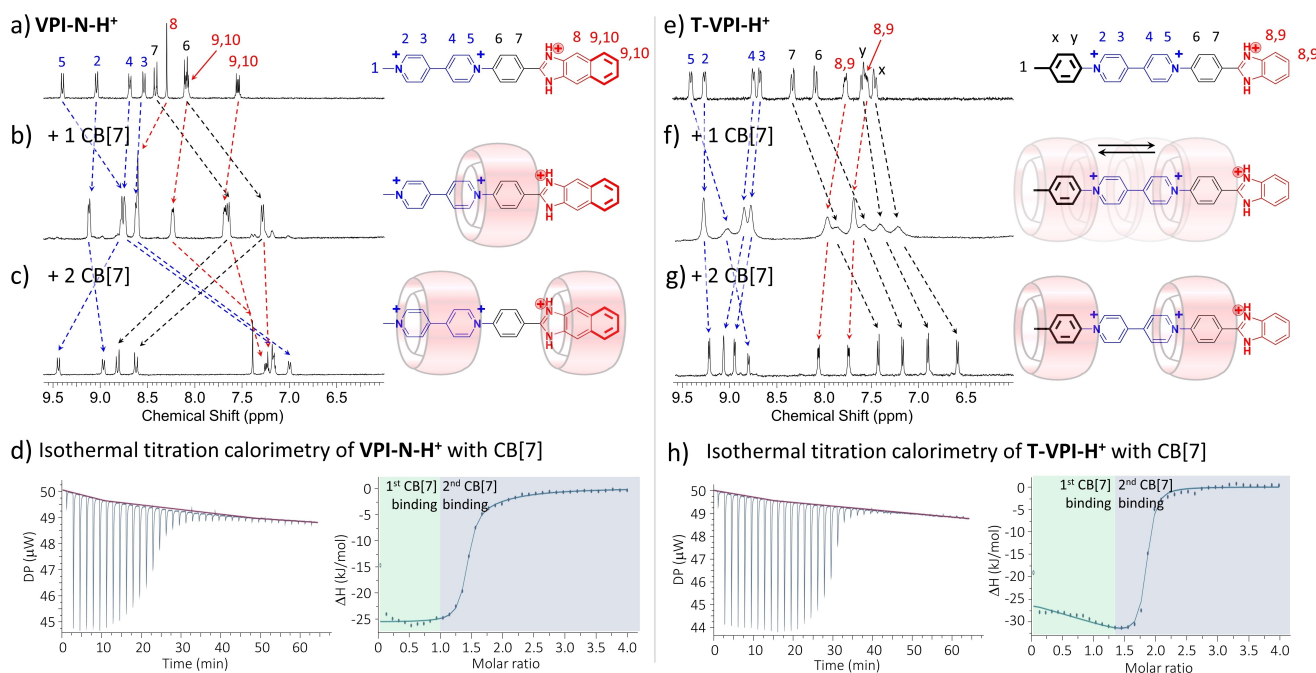 a) VPI-N-H⁺
5 2 4 3 7 8 6 9,10 9,10
2 3 4 5 6 7 8 9,10 9,10
1 N + N + H N ⊕ N H
b) + 1 CB[7]
N + N + H N ⊕ N H
c) + 2 CB[7]
N + N + H N ⊕ N H
9.5 9.0 8.5 8.0 7.5 7.0 6.5
Chemical Shift (ppm)
d) Isothermal titration calorimetry of VPI-N-H⁺ with CB[7]
50
49
48
47
46
45
DP (μW)
0 10 20 30 40 50 60
Time (min)
1st CB[7] binding
2nd CB[7] binding
0
-5
-10
-15
-20
-25
ΔH (kJ/mol)
0.0 0.5 1.0 1.5 2.0 2.5 3.0 3.5 4.0
Molar ratio
e) T-VPI-H⁺
5 2 4 3 7 6 8,9 y 8,9 x
x y 2 3 4 5 6 7 8,9 8,9
1 N + N + H N ⊕ N H
f) + 1 CB[7]
N + N + H N ⊕ N H
g) + 2 CB[7]
N + N + H N ⊕ N H
9.5 9.0 8.5 8.0 7.5 7.0 6.5
Chemical Shift (ppm)
h) Isothermal titration calorimetry of T-VPI-H⁺ with CB[7]
50
49
48
47
46
45
44
DP (μW)
0 10 20 30 40 50 60
Time (min)
1st CB[7] binding
2nd CB[7] binding
0
-5
-10
-15
-20
-25
-30
ΔH (kJ/mol)
0.0 0.5 1.0 1.5 2.0 2.5 3.0 3.5 4.0
Molar ratio